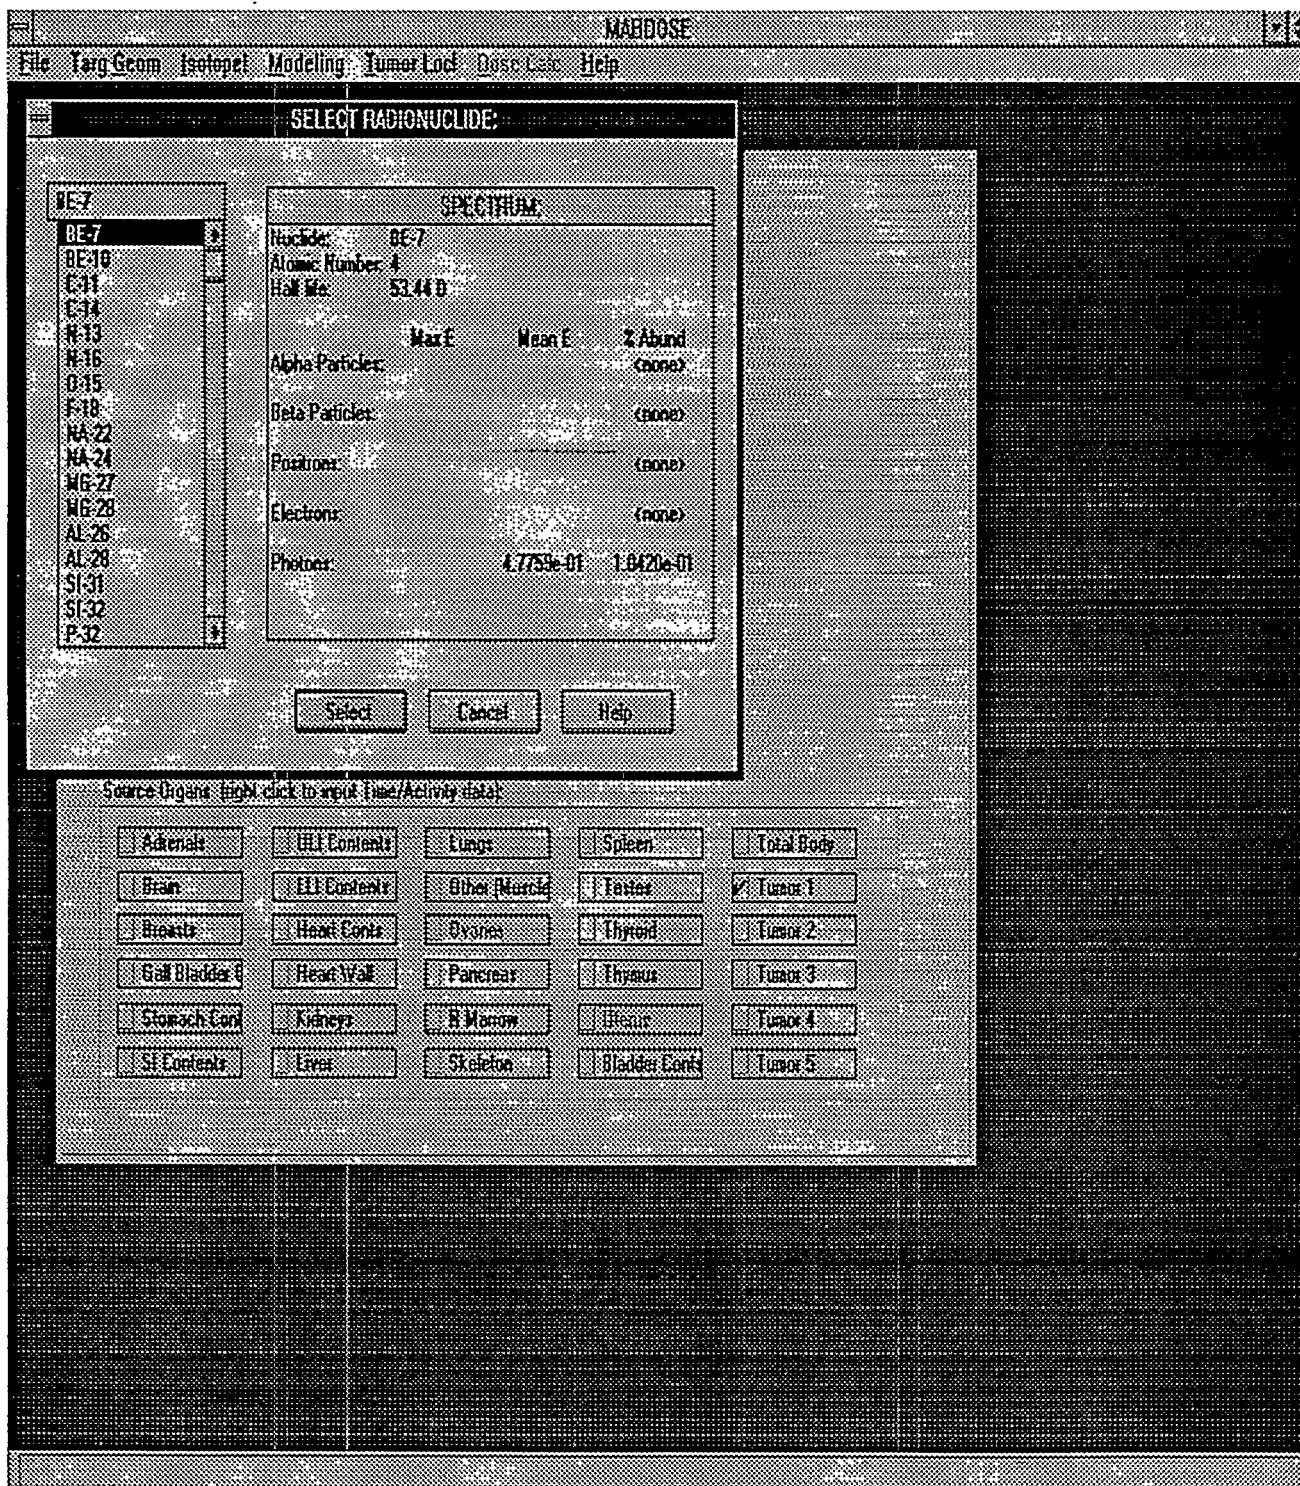 MABDOSE
File Targ Geom Isotope! Modeling Tumor Loc! Dose Calc Help
SELECT RADIONUCLIDE:
BE-7
BE-7
BE-10
C-11
C-14
N-13
N-16
O-15
F-18
NA-22
NA-24
MG-27
MG-28
AL-26
AL-28
SI-31
SI-32
P-32
SPECTRUM:
Nuclide: BE-7
Atomic Number: 4
Half life: 53.44 D
Max E Mean E % Abund
Alpha Particles: (none)
Beta Particles: (none)
Positrons: (none)
Electrons: (none)
Photons: 4.7759e-01 1.0420e-01
Select Cancel Help
Source Organs (right click to input Time/Activity data):
Adrenals ULI Contents Lungs Spleen Total Body
Brain LLI Contents Other (Muscle Testes Tumor 1
Breasts Heart Conts Ovaries Thyroid Tumor 2
Gall Bladder C Heart Wall Pancreas Thymus Tumor 3
Stomach Cont Kidneys R Marrow Uterus Tumor 4
SI Contents Liver Skeleton Bladder Conts Tumor 5